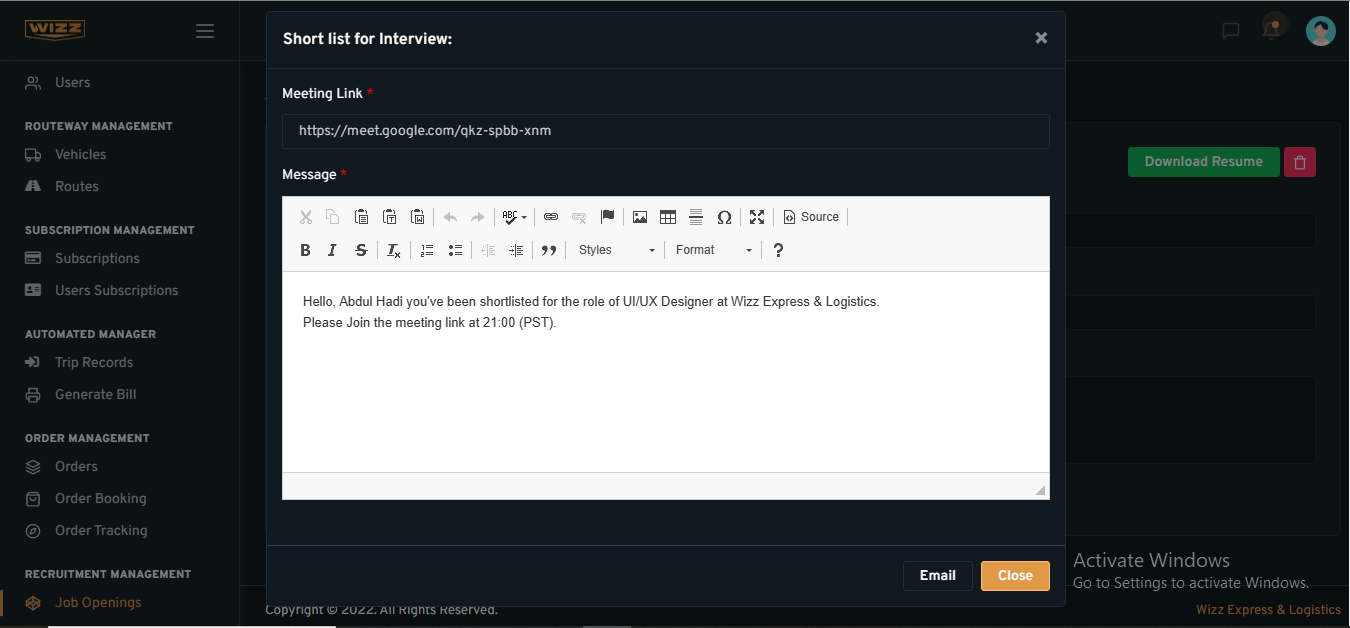 WIZZ
Users
ROUTEWAY MANAGEMENT
Vehicles
Routes
SUBSCRIPTION MANAGEMENT
Subscriptions
Users Subscriptions
AUTOMATED MANAGER
Trip Records
Generate Bill
ORDER MANAGEMENT
Orders
Order Booking
Order Tracking
RECRUITMENT MANAGEMENT
Job Openings
Short list for Interview:
×
Meeting Link *
https://meet.google.com/qkz-spbb-xnm
Message *
ABC Ω Source
B I S Tx Styles Format ?
Hello, Abdul Hadi you've been shortlisted for the role of UI/UX Designer at Wizz Express & Logistics.
Please Join the meeting link at 21:00 (PST).
Email Close
Download Resume
Activate Windows
Go to Settings to activate Windows.
Copyright © 2022. All Rights Reserved.
Wizz Express & Logistics